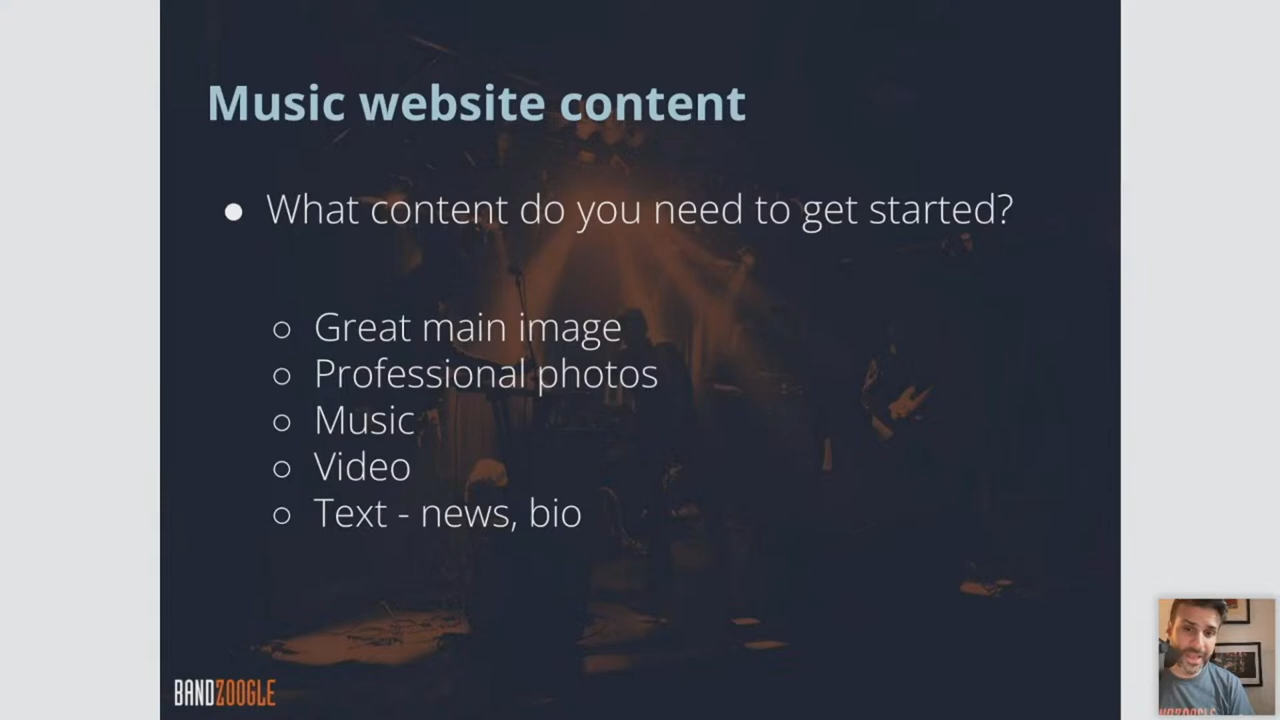 Music website content
● What content do you need to get started?
○ Great main image
○ Professional photos
○ Music
○ Video
○ Text - news, bio
BANDZOOGLE